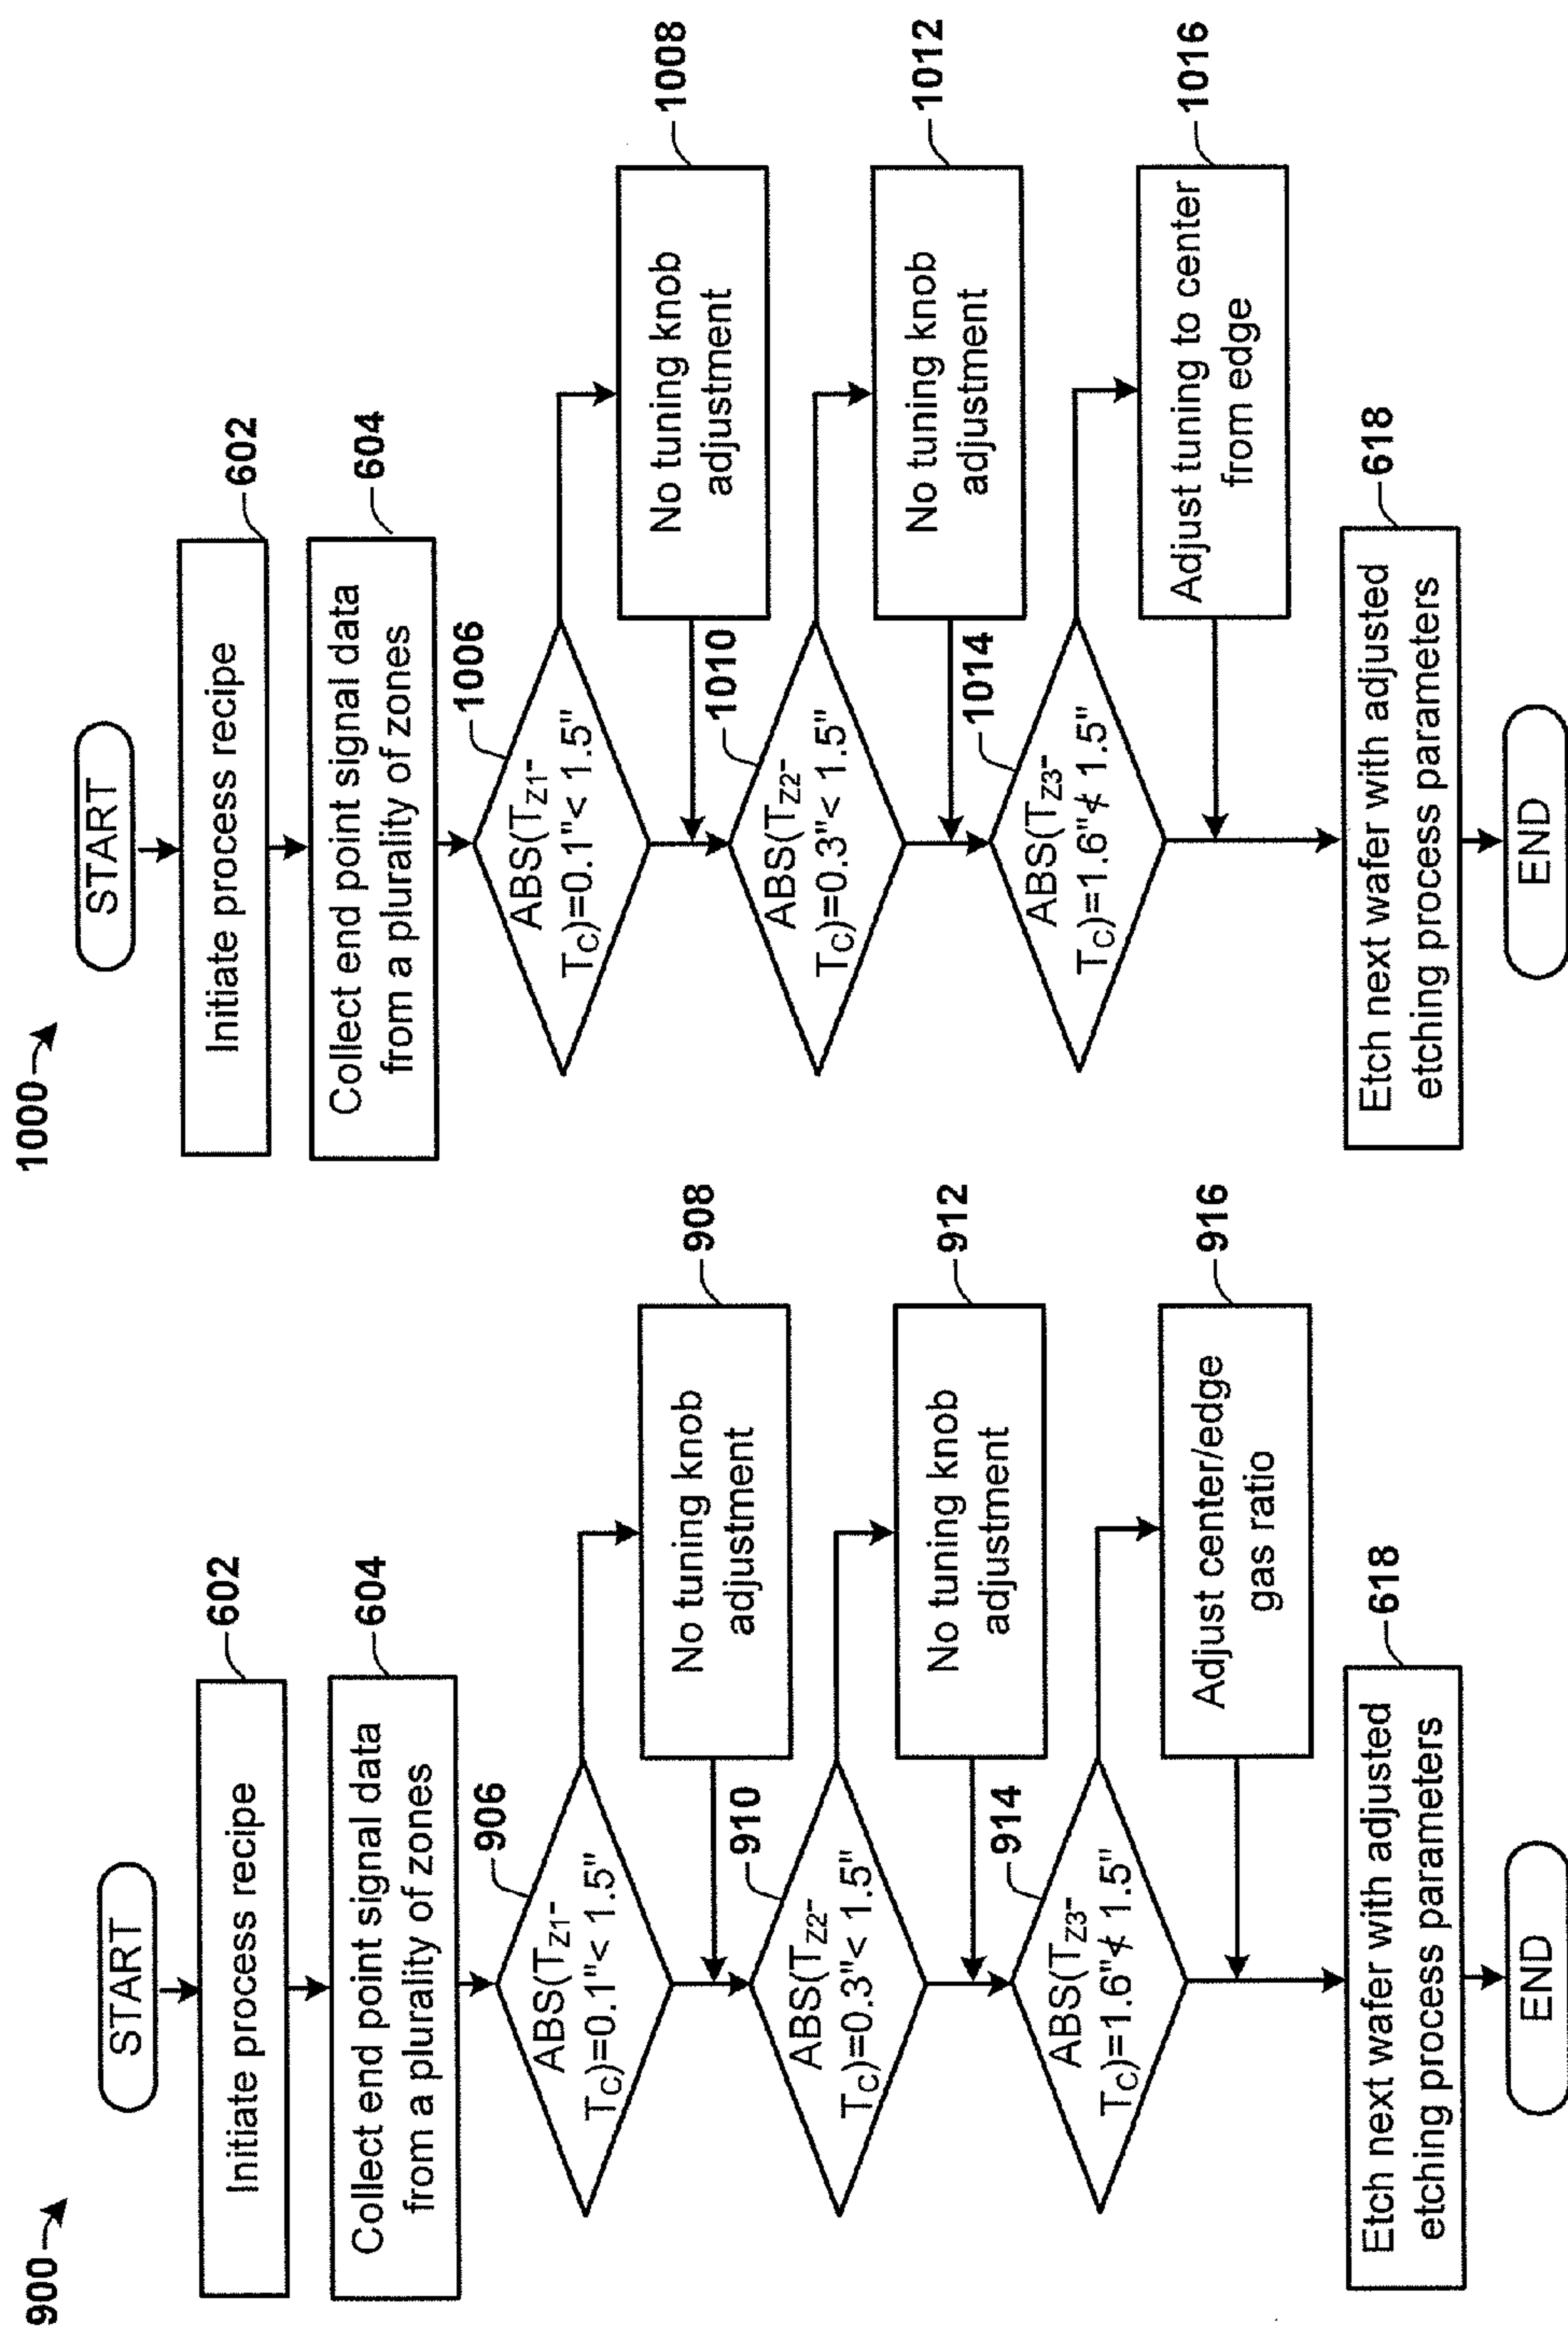 900
START
Initiate process recipe
602
Collect end point signal data
from a plurality of zones
604
906
ABS(TZ1-
TC)=0.1"< 1.5"
No tuning knob
adjustment
908
910
ABS(TZ2-
TC)=0.3"< 1.5"
No tuning knob
adjustment
912
914
ABS(TZ3-
TC)=1.6"≮ 1.5"
Adjust center/edge
gas ratio
916
Etch next wafer with adjusted
etching process parameters
618
END
1000
START
Initiate process recipe
602
Collect end point signal data
from a plurality of zones
604
1006
ABS(TZ1-
TC)=0.1"< 1.5"
No tuning knob
adjustment
1008
1010
ABS(TZ2-
TC)=0.3"< 1.5"
No tuning knob
adjustment
1012
1014
ABS(TZ3-
TC)=1.6"≮ 1.5"
Adjust tuning to center
from edge
1016
Etch next wafer with adjusted
etching process parameters
618
END